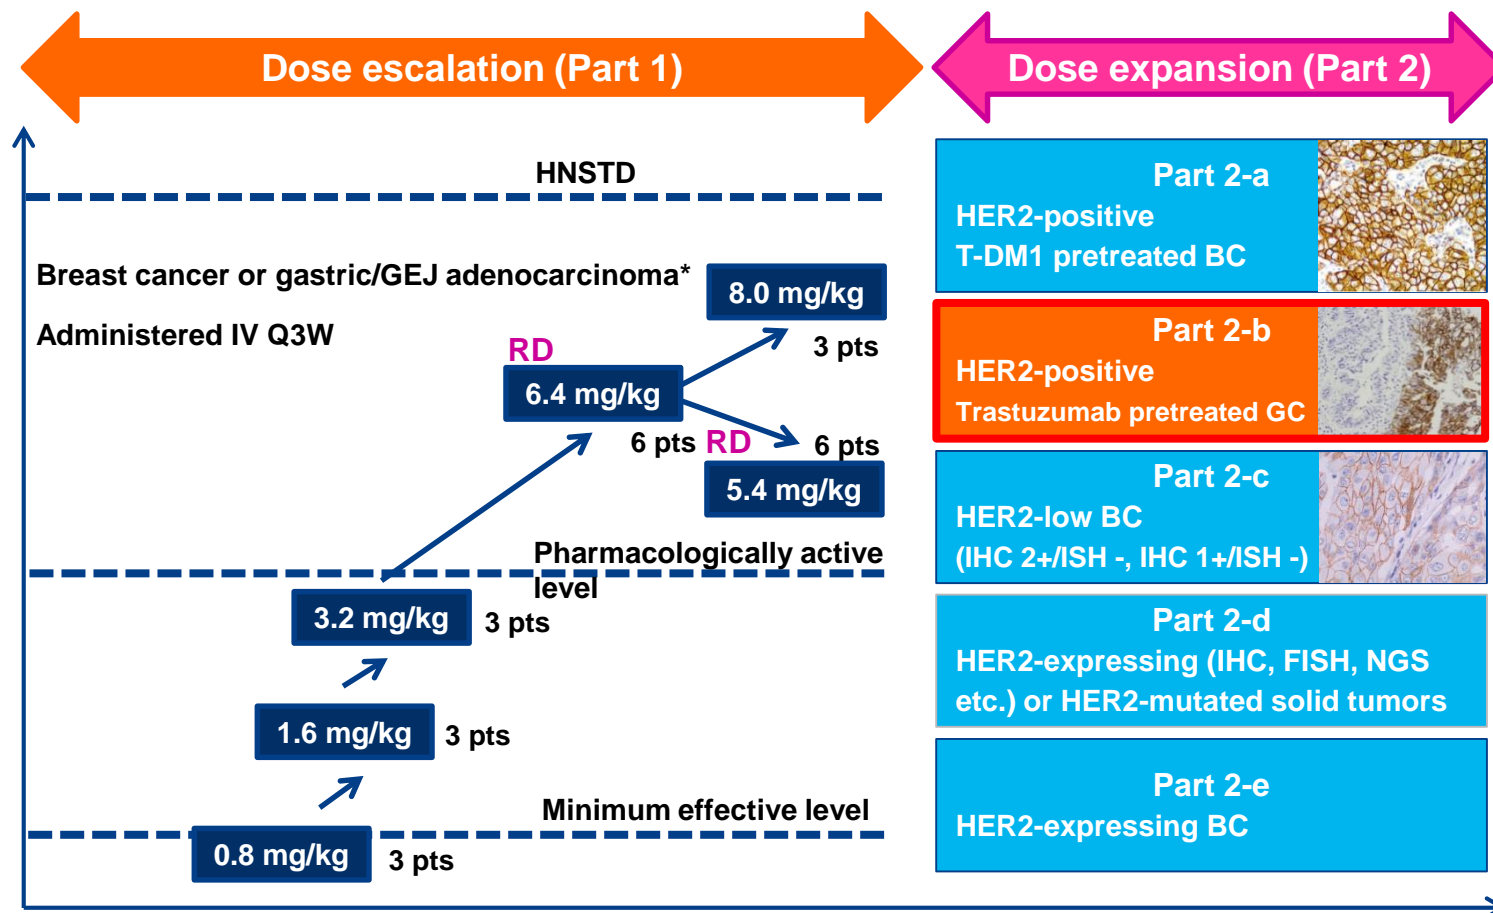 Dose escalation (Part 1)
Dose expansion (Part 2)
HNSTD
Breast cancer or gastric/GEJ adenocarcinoma*
Administered IV Q3W
8.0 mg/kg
3 pts
RD
6.4 mg/kg
6 pts
RD
6 pts
5.4 mg/kg
Pharmacologically active
level
3.2 mg/kg
3 pts
1.6 mg/kg
3 pts
Minimum effective level
0.8 mg/kg
3 pts
Part 2-a
HER2-positive
T-DM1 pretreated BC
Part 2-b
HER2-positive
Trastuzumab pretreated GC
Part 2-c
HER2-low BC
(IHC 2+/ISH -, IHC 1+/ISH -)
Part 2-d
HER2-expressing (IHC, FISH, NGS
etc.) or HER2-mutated solid tumors
Part 2-e
HER2-expressing BC